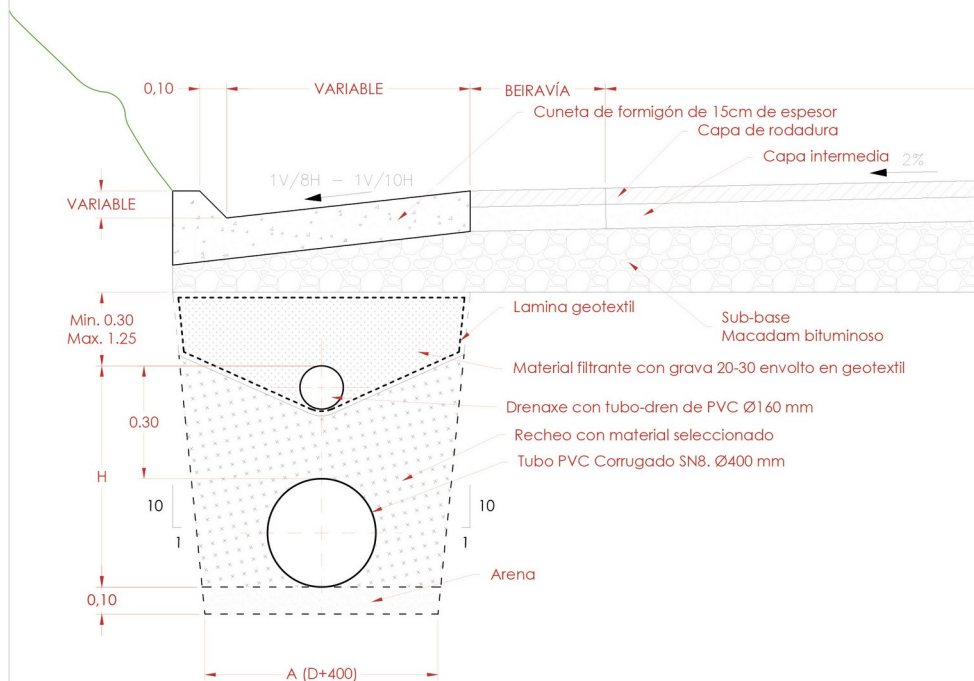 0,10
VARIABLE
BEIRAVÍA
Cuneta de formigón de 15cm de espesor
Capa de rodadura
Capa intermedia
2%
1V/8H – 1V/10H
VARIABLE
Min. 0.30
Max. 1.25
Lamina geotextil
Sub-base
Macadam bituminoso
Material filtrante con grava 20-30 envolto en geotextil
Drenaxe con tubo-dren de PVC Ø160 mm
0.30
Recheo con material seleccionado
Tubo PVC Corrugado SN8. Ø400 mm
H
10
1
10
1
Arena
0,10
A (D+400)